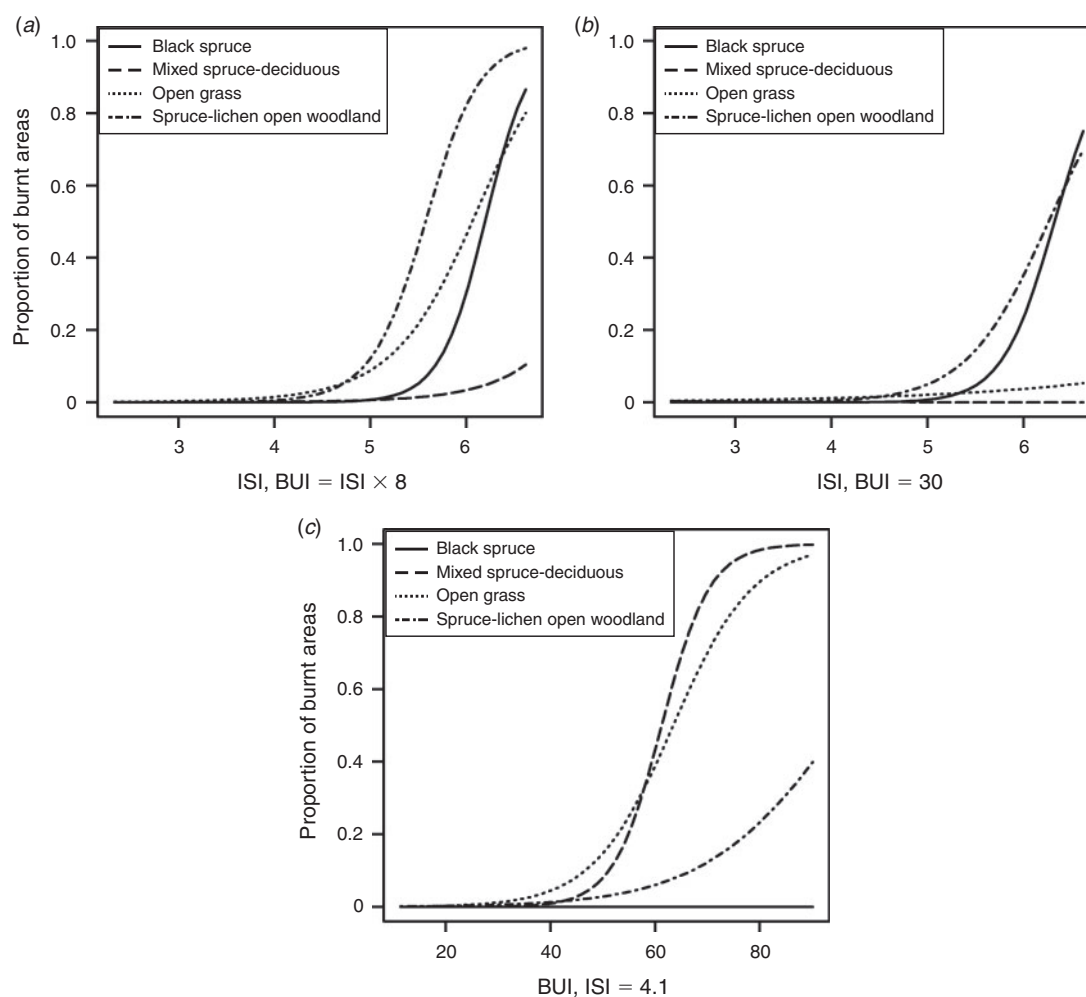 (a)
1.0
0.8
0.6
0.4
0.2
0
Proportion of burnt areas
Black spruce
Mixed spruce-deciduous
Open grass
Spruce-lichen open woodland
3 4 5 6
ISI, BUI = ISI × 8
(b)
1.0
0.8
0.6
0.4
0.2
0
Black spruce
Mixed spruce-deciduous
Open grass
Spruce-lichen open woodland
3 4 5 6
ISI, BUI = 30
(c)
1.0
0.8
0.6
0.4
0.2
0
Proportion of burnt areas
Black spruce
Mixed spruce-deciduous
Open grass
Spruce-lichen open woodland
20 40 60 80
BUI, ISI = 4.1